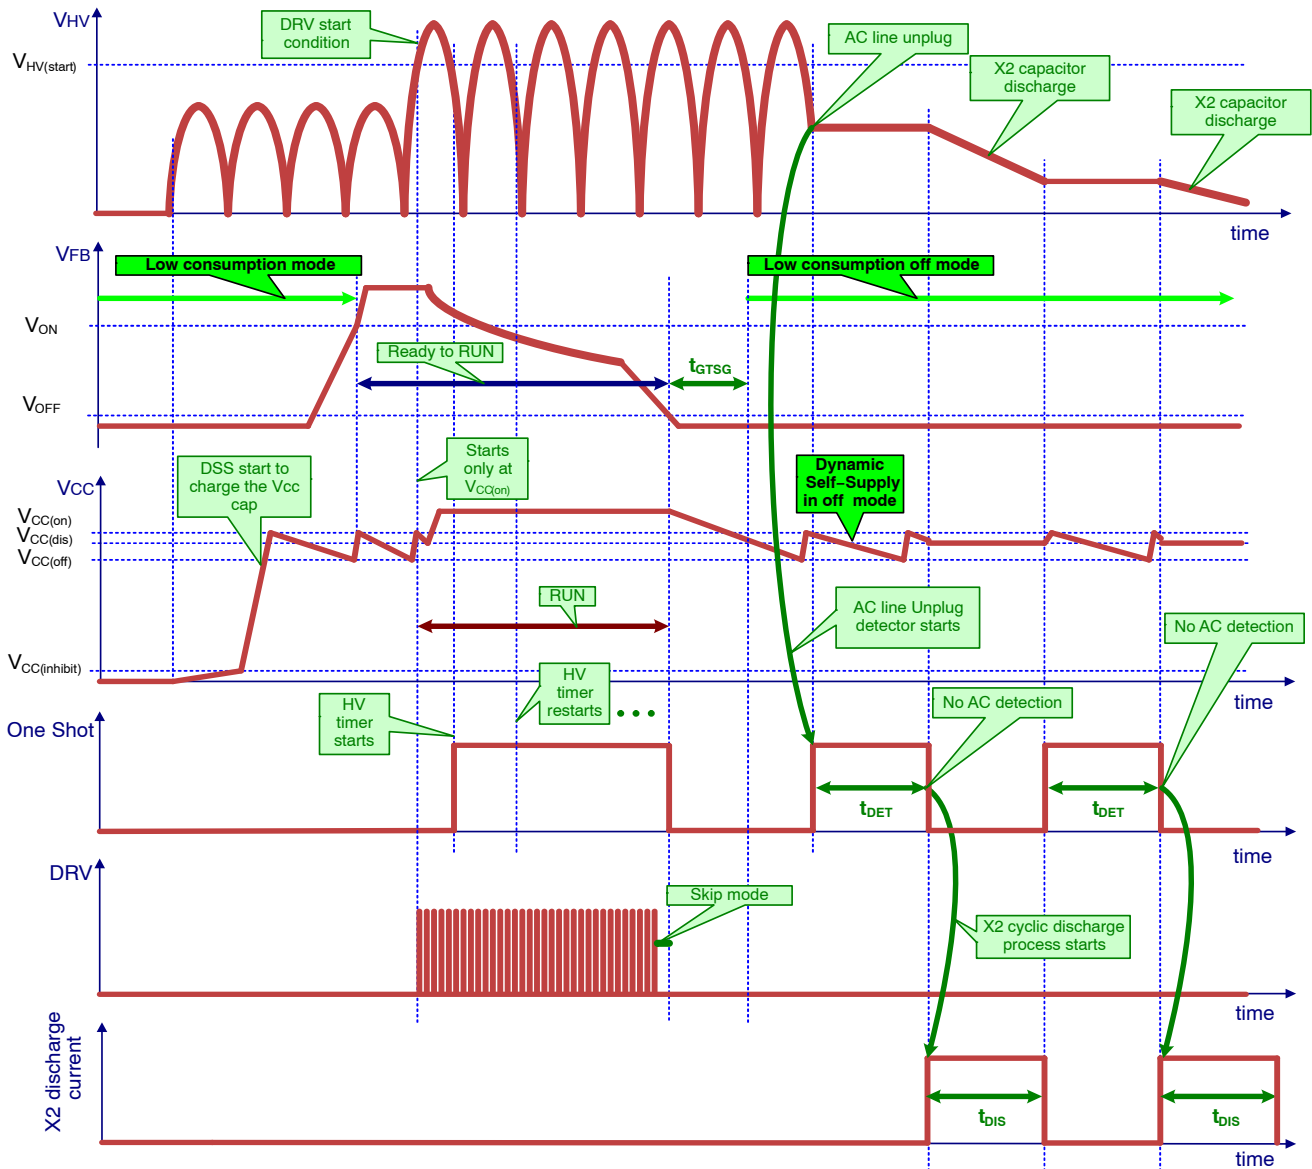 VHV
DRV start
condition
AC line unplug
VHV(start)
X2 capacitor
discharge
X2 capacitor
discharge
time
VFB
Low consumption mode
Low consumption off mode
VON
Ready to RUN
tGTSG
VOFF
Starts
only at
VCC(on)
DSS start to
charge the Vcc
cap
Dynamic
Self-Supply
in off mode
VCC
VCC(on)
VCC(dis)
VCC(off)
RUN
AC line Unplug
detector starts
No AC detection
VCC(inhibit)
HV
timer
restarts
time
HV
timer
starts
No AC detection
One Shot
tDET
tDET
time
DRV
Skip mode
X2 cyclic discharge
process starts
time
X2 discharge
current
tDIS
tDIS
time